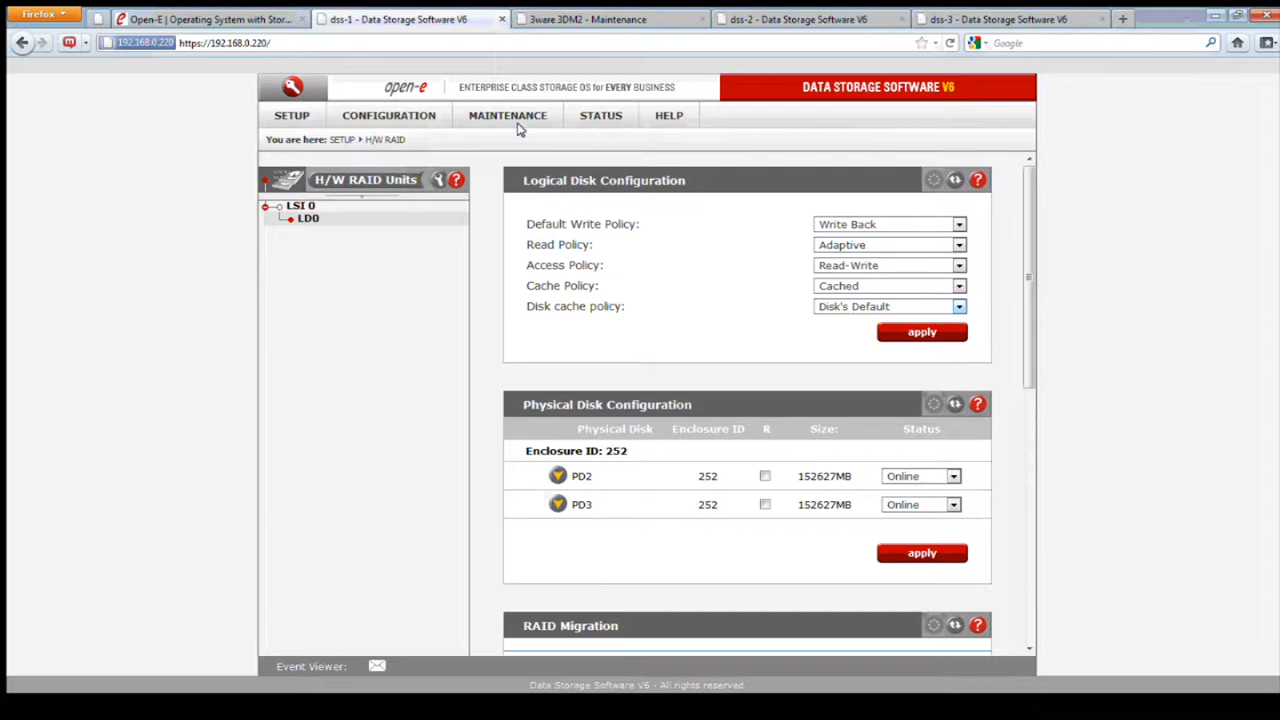 Firefox
Open-E | Operating System with Stor...
dss-1 - Data Storage Software V6
3ware 3DM2 - Maintenance
dss-2 - Data Storage Software V6
dss-3 - Data Storage Software V6
192.168.0.220 https://192.168.0.220/
Google
open-e ENTERPRISE CLASS STORAGE OS for EVERY BUSINESS DATA STORAGE SOFTWARE V6
SETUP CONFIGURATION MAINTENANCE STATUS HELP
You are here: SETUP H/W RAID
H/W RAID Units
LSI 0
LD0
Logical Disk Configuration
Default Write Policy: Write Back
Read Policy: Adaptive
Access Policy: Read-Write
Cache Policy: Cached
Disk cache policy: Disk's Default
apply
Physical Disk Configuration
Physical Disk Enclosure ID R Size: Status
Enclosure ID: 252
PD2 252 152627MB Online
PD3 252 152627MB Online
apply
RAID Migration
Event Viewer:
Data Storage Software V6 - All rights reserved